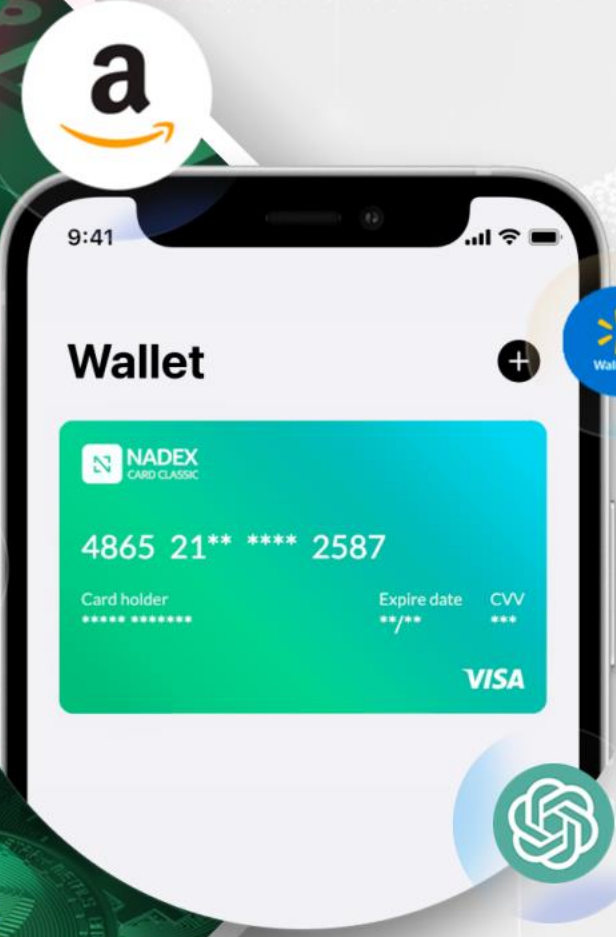 a
9:41
Wallet
NADEX
CARD CLASSIC
4865 21** **** 2587
Card holder
***** *******
Expire date
**/**
CVV
***
VISA